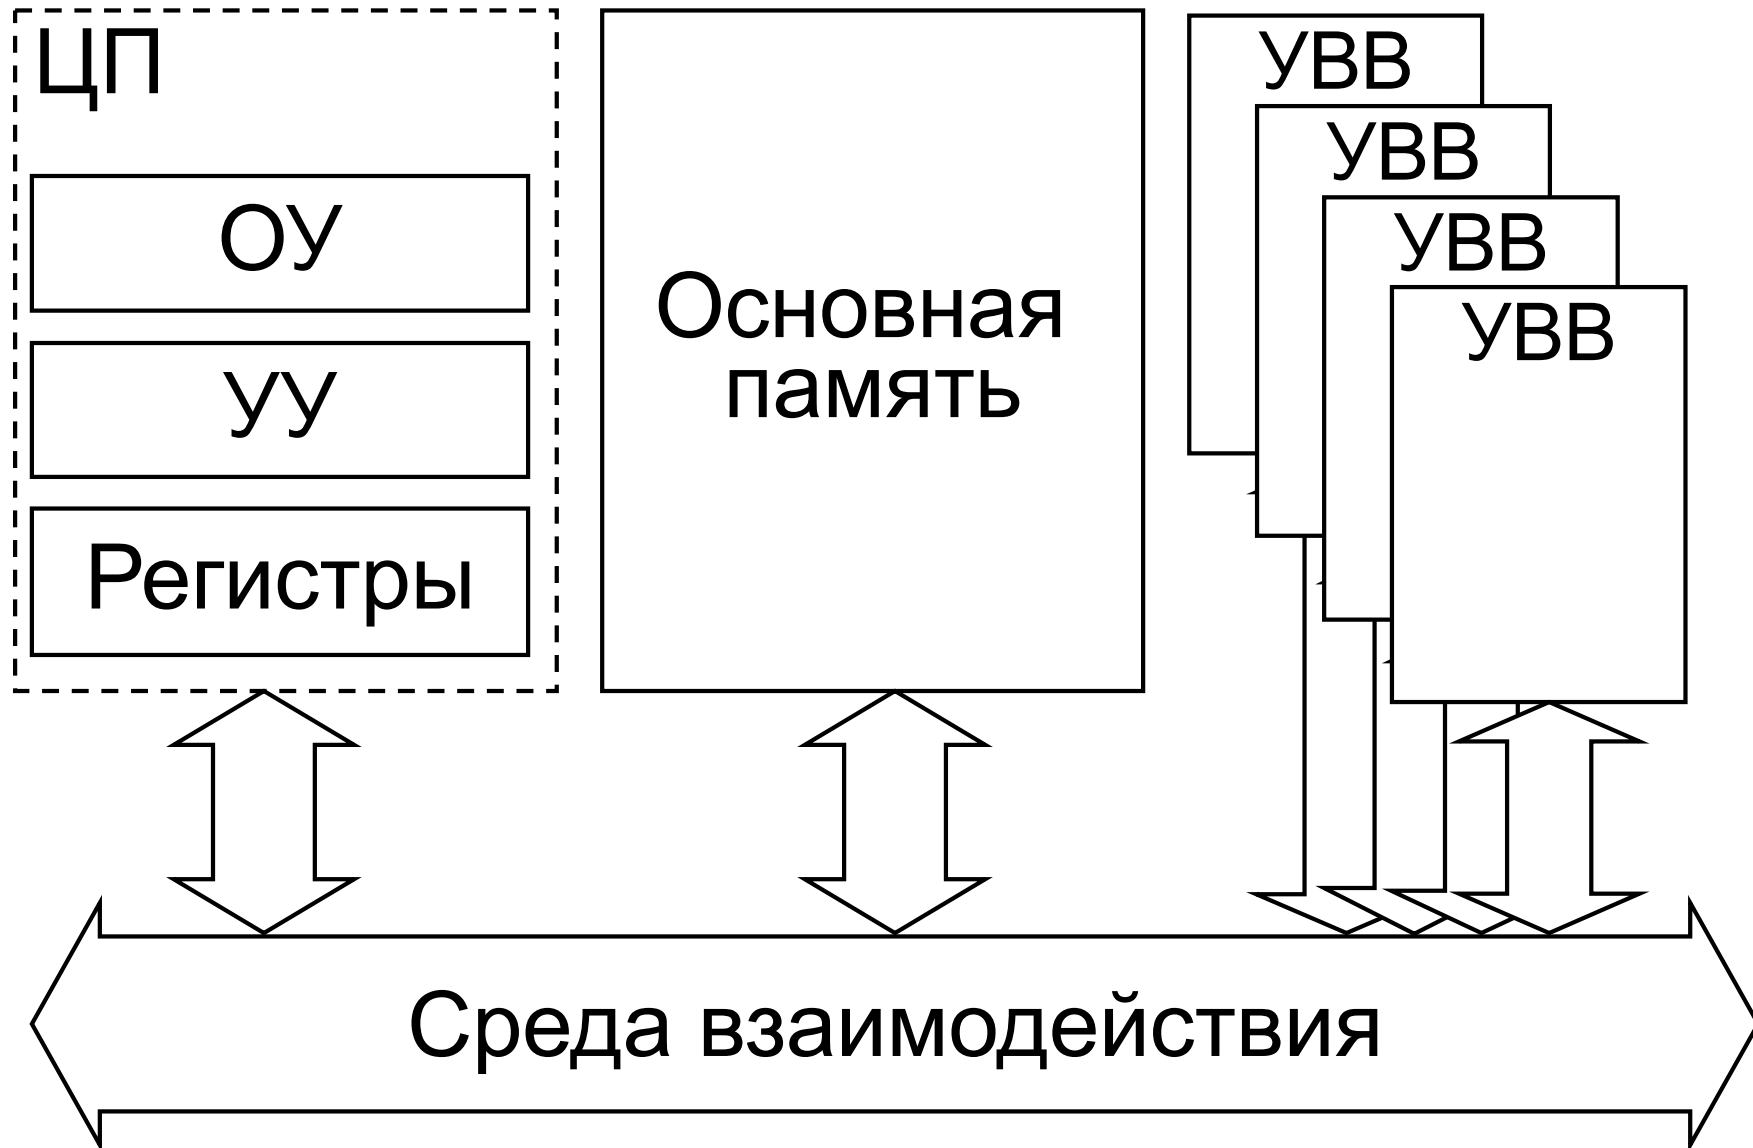 ЦП
ОУ
УУ
Регистры
Основная
память
УВВ
УВВ
УВВ
УВВ
Среда взаимодействия